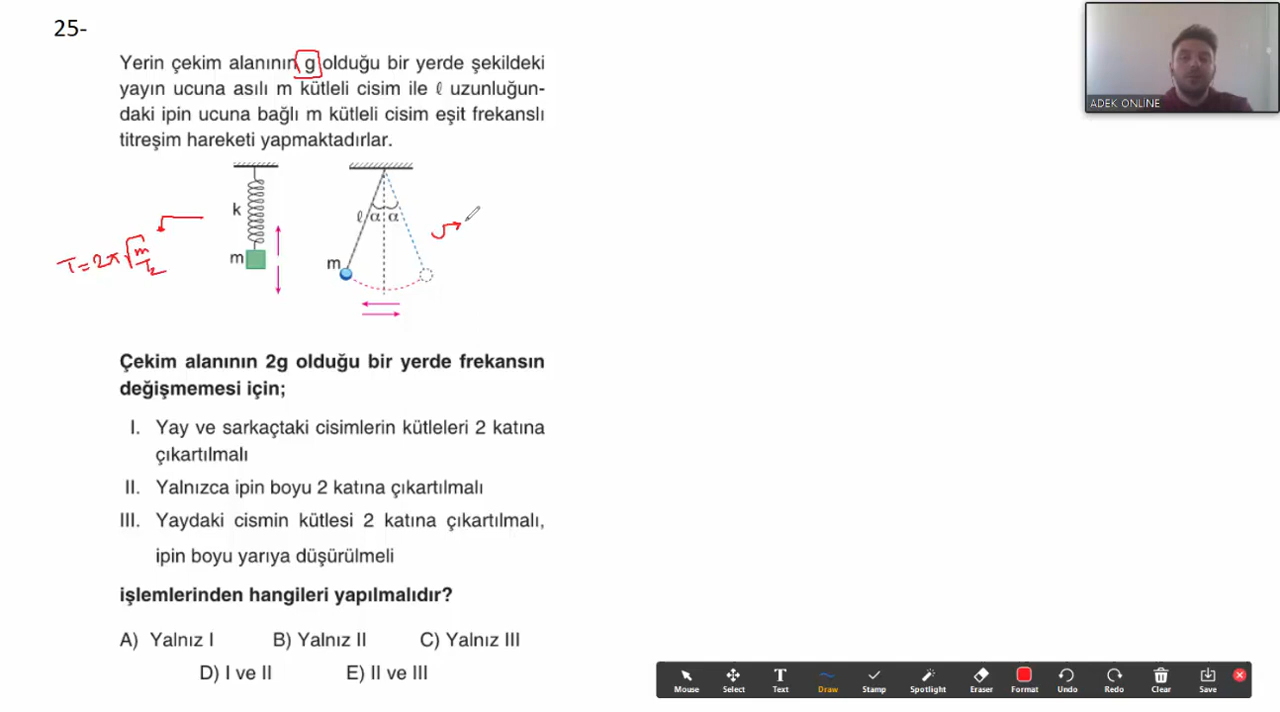 25-
ADEK ONLINE
Yerin çekim alanının g olduğu bir yerde şekildeki
yayın ucuna asılı m kütleli cisim ile ℓ uzunluğun-
daki ipin ucuna bağlı m kütleli cisim eşit frekanslı
titreşim hareketi yapmaktadırlar.
k
m
ℓ α α
m
Çekim alanının 2g olduğu bir yerde frekansın
değişmemesi için;
I. Yay ve sarkaçtaki cisimlerin kütleleri 2 katına
çıkartılmalı
II. Yalnızca ipin boyu 2 katına çıkartılmalı
III. Yaydaki cismin kütlesi 2 katına çıkartılmalı,
ipin boyu yarıya düşürülmeli
işlemlerinden hangileri yapılmalıdır?
A) Yalnız I B) Yalnız II C) Yalnız III
D) I ve II E) II ve III
Mouse Select Text Draw Stamp Spotlight Eraser Format Undo Redo Clear Save